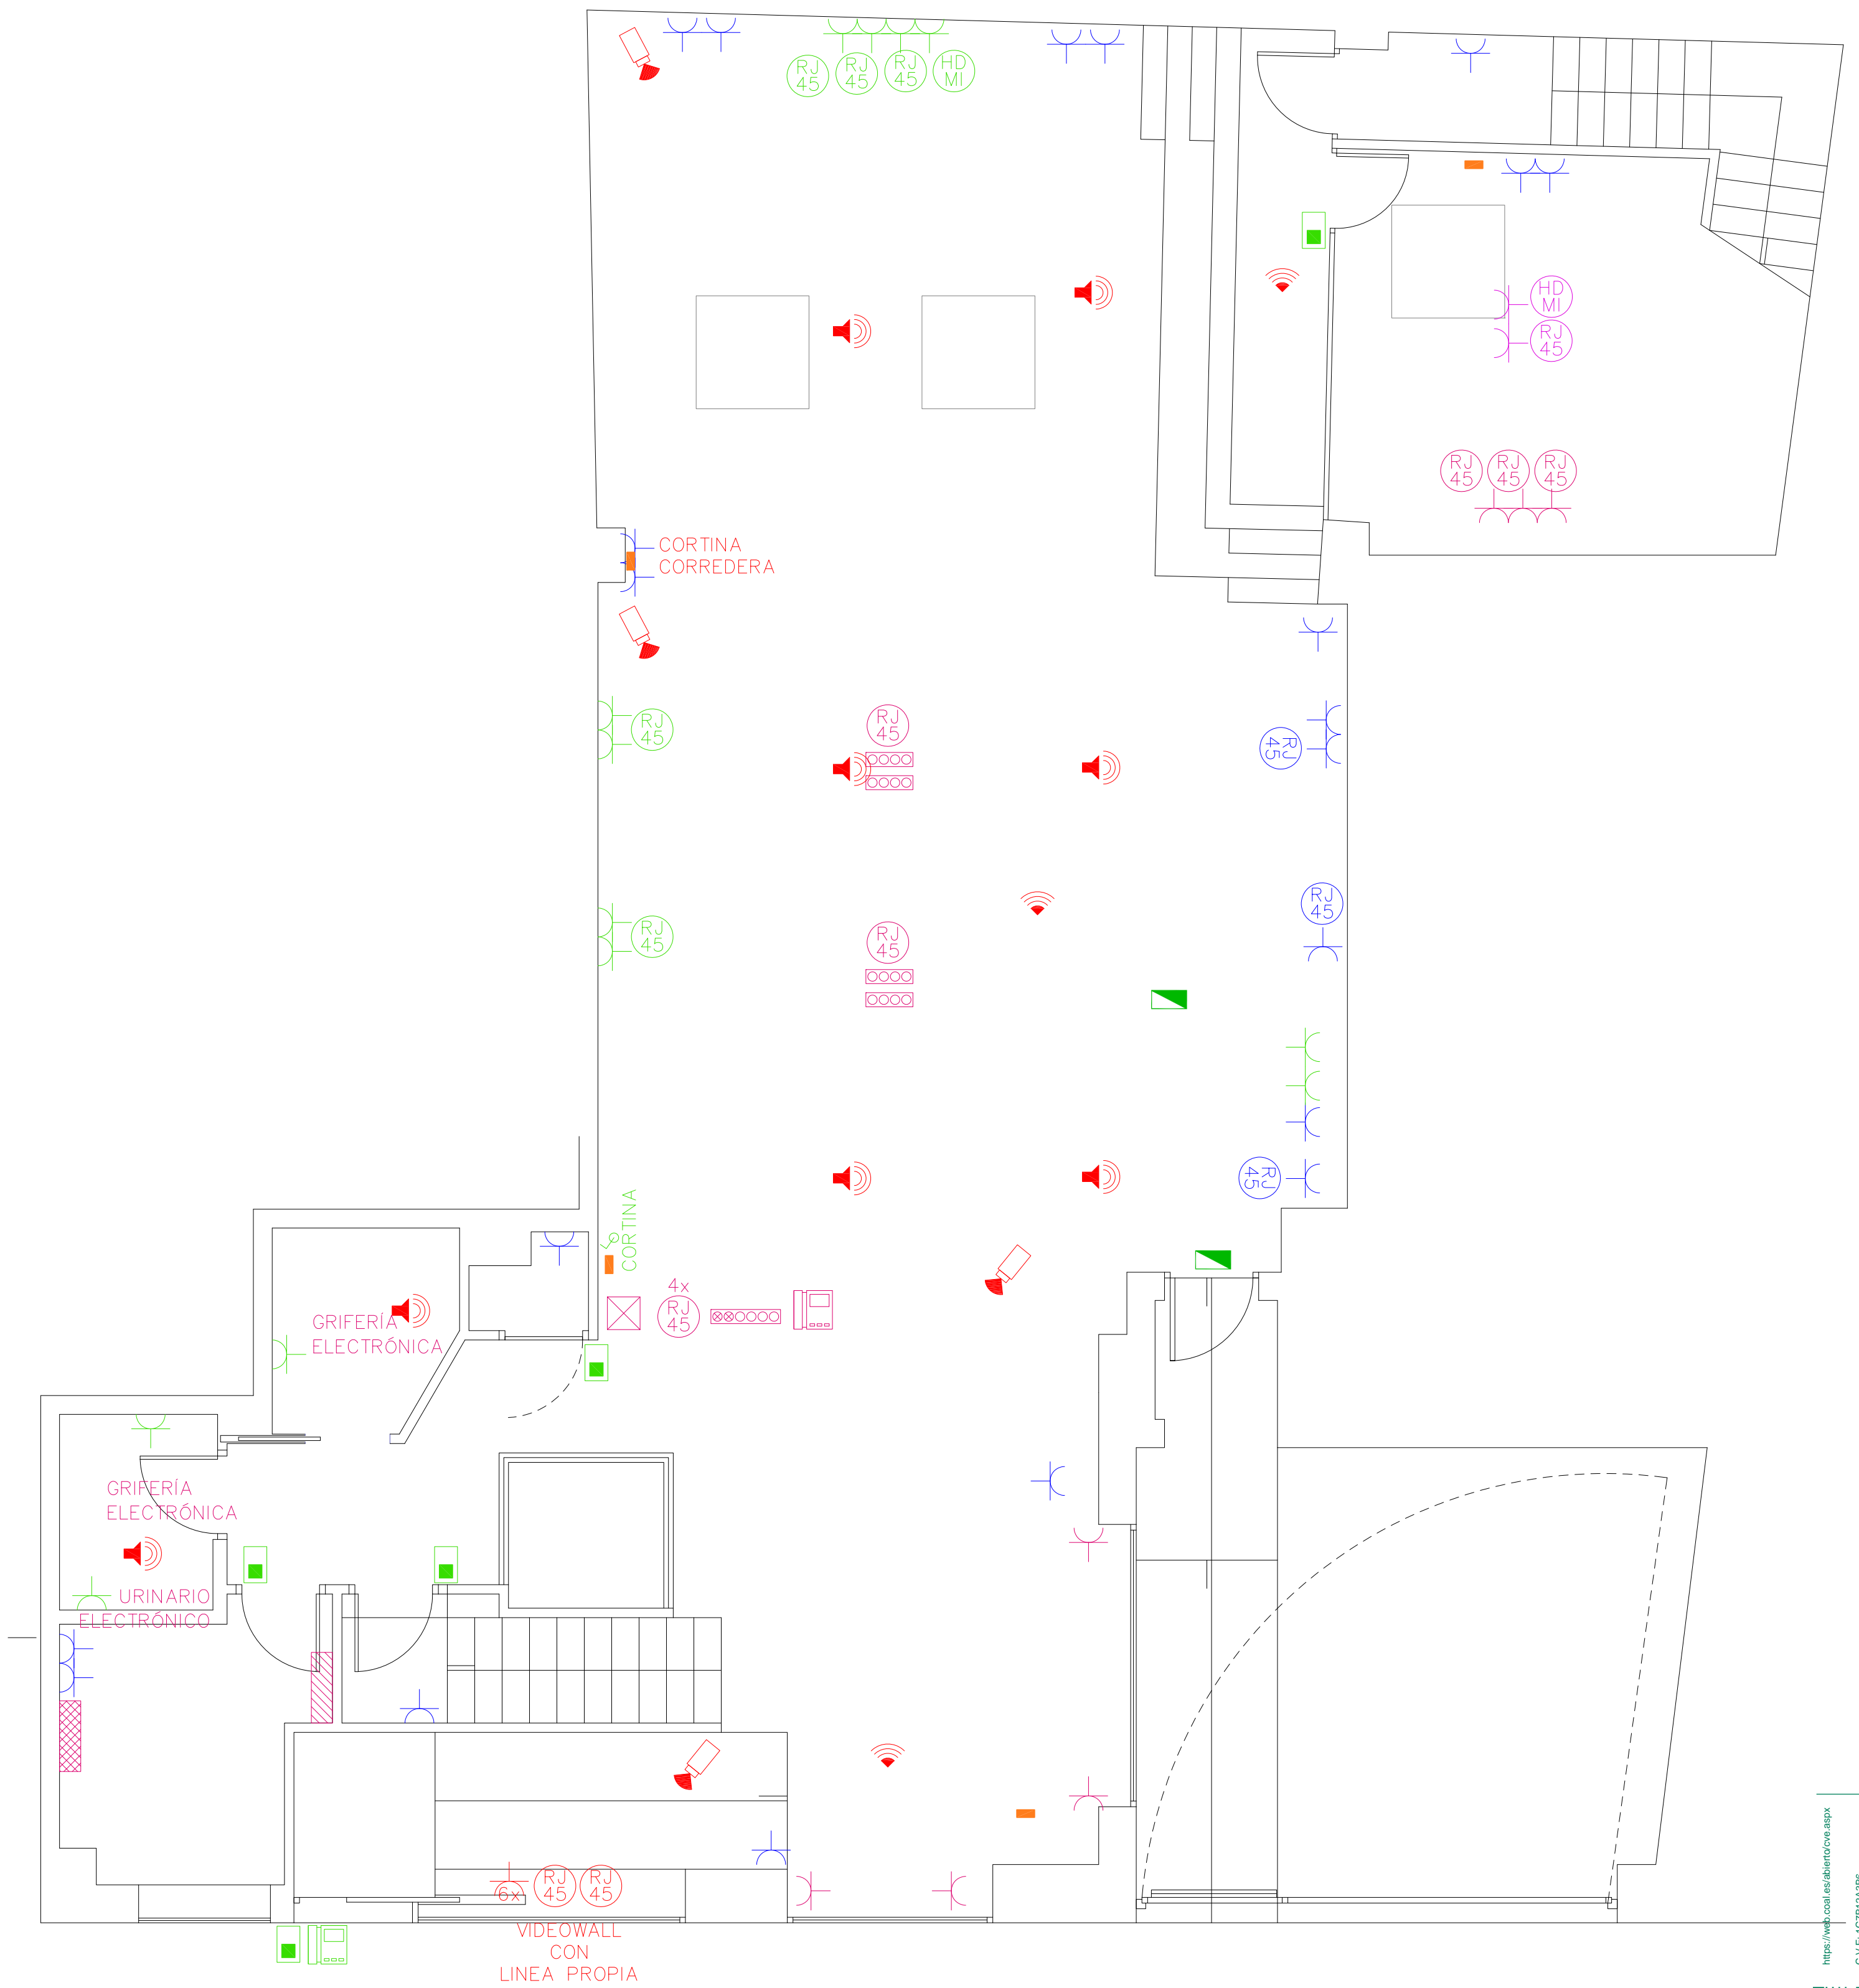 RJ
45
RJ
45
RJ
45
HD
MI
HD
MI
RJ
45
RJ
45
RJ
45
RJ
45
CORTINA
CORREDERA
RJ
45
RJ
45
RJ
45
RJ
45
RJ
45
RJ
45
RJ
45
CORTINA
4x
RJ
45
GRIFERÍA
ELECTRÓNICA
GRIFERÍA
ELECTRÓNICA
URINARIO
ELECTRÓNICO
6x
RJ
45
RJ
45
VIDEOWALL
CON
LINEA PROPIA
https://web.coal.es/abierto/cve.aspx